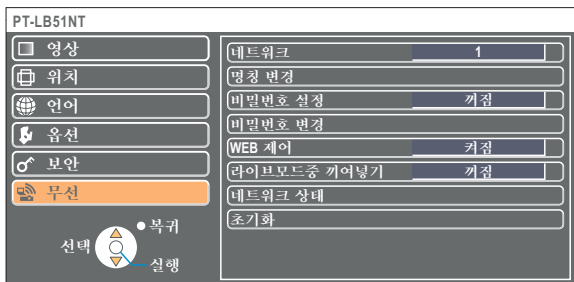 PT-LB51NT
영상
위치
언어
옵션
보안
무선
선택
복귀
실행
네트워크 1
명칭 변경
비밀번호 설정 꺼짐
비밀번호 변경
WEB 제어 켜짐
라이브모드중 끼여넣기 꺼짐
네트워크 상태
초기화